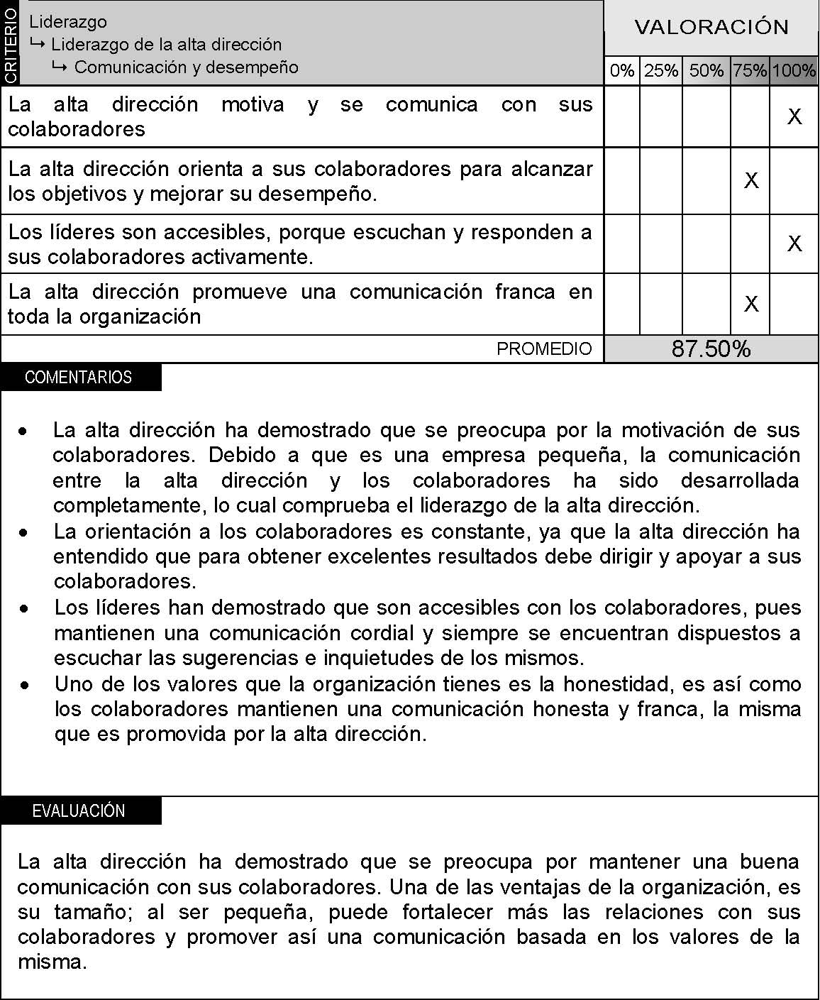 CRITERIO
Liderazgo
↳ Liderazgo de la alta dirección
↳ Comunicación y desempeño
VALORACIÓN
0% 25% 50% 75% 100%
La alta dirección motiva y se comunica con sus
colaboradores
X
La alta dirección orienta a sus colaboradores para alcanzar
los objetivos y mejorar su desempeño.
X
Los líderes son accesibles, porque escuchan y responden a
sus colaboradores activamente.
X
La alta dirección promueve una comunicación franca en
toda la organización
X
PROMEDIO 87.50%
COMENTARIOS
• La alta dirección ha demostrado que se preocupa por la motivación de sus
colaboradores. Debido a que es una empresa pequeña, la comunicación
entre la alta dirección y los colaboradores ha sido desarrollada
completamente, lo cual comprueba el liderazgo de la alta dirección.
• La orientación a los colaboradores es constante, ya que la alta dirección ha
entendido que para obtener excelentes resultados debe dirigir y apoyar a sus
colaboradores.
• Los líderes han demostrado que son accesibles con los colaboradores, pues
mantienen una comunicación cordial y siempre se encuentran dispuestos a
escuchar las sugerencias e inquietudes de los mismos.
• Uno de los valores que la organización tienes es la honestidad, es así como
los colaboradores mantienen una comunicación honesta y franca, la misma
que es promovida por la alta dirección.
EVALUACIÓN
La alta dirección ha demostrado que se preocupa por mantener una buena
comunicación con sus colaboradores. Una de las ventajas de la organización, es
su tamaño; al ser pequeña, puede fortalecer más las relaciones con sus
colaboradores y promover así una comunicación basada en los valores de la
misma.